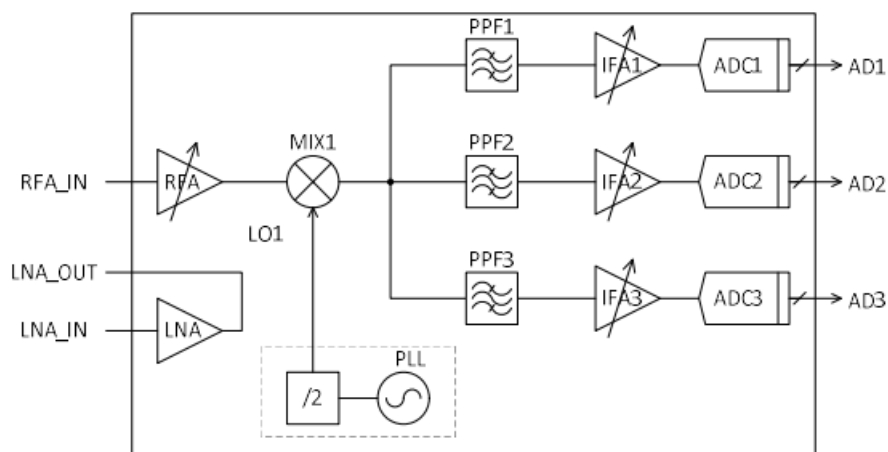 PPF1
IFA1
ADC1
AD1
MIX1
PPF2
RFA_IN
RFA
IFA2
ADC2
AD2
LO1
PPF3
LNA_OUT
IFA3
ADC3
AD3
LNA_IN
LNA
PLL
/2